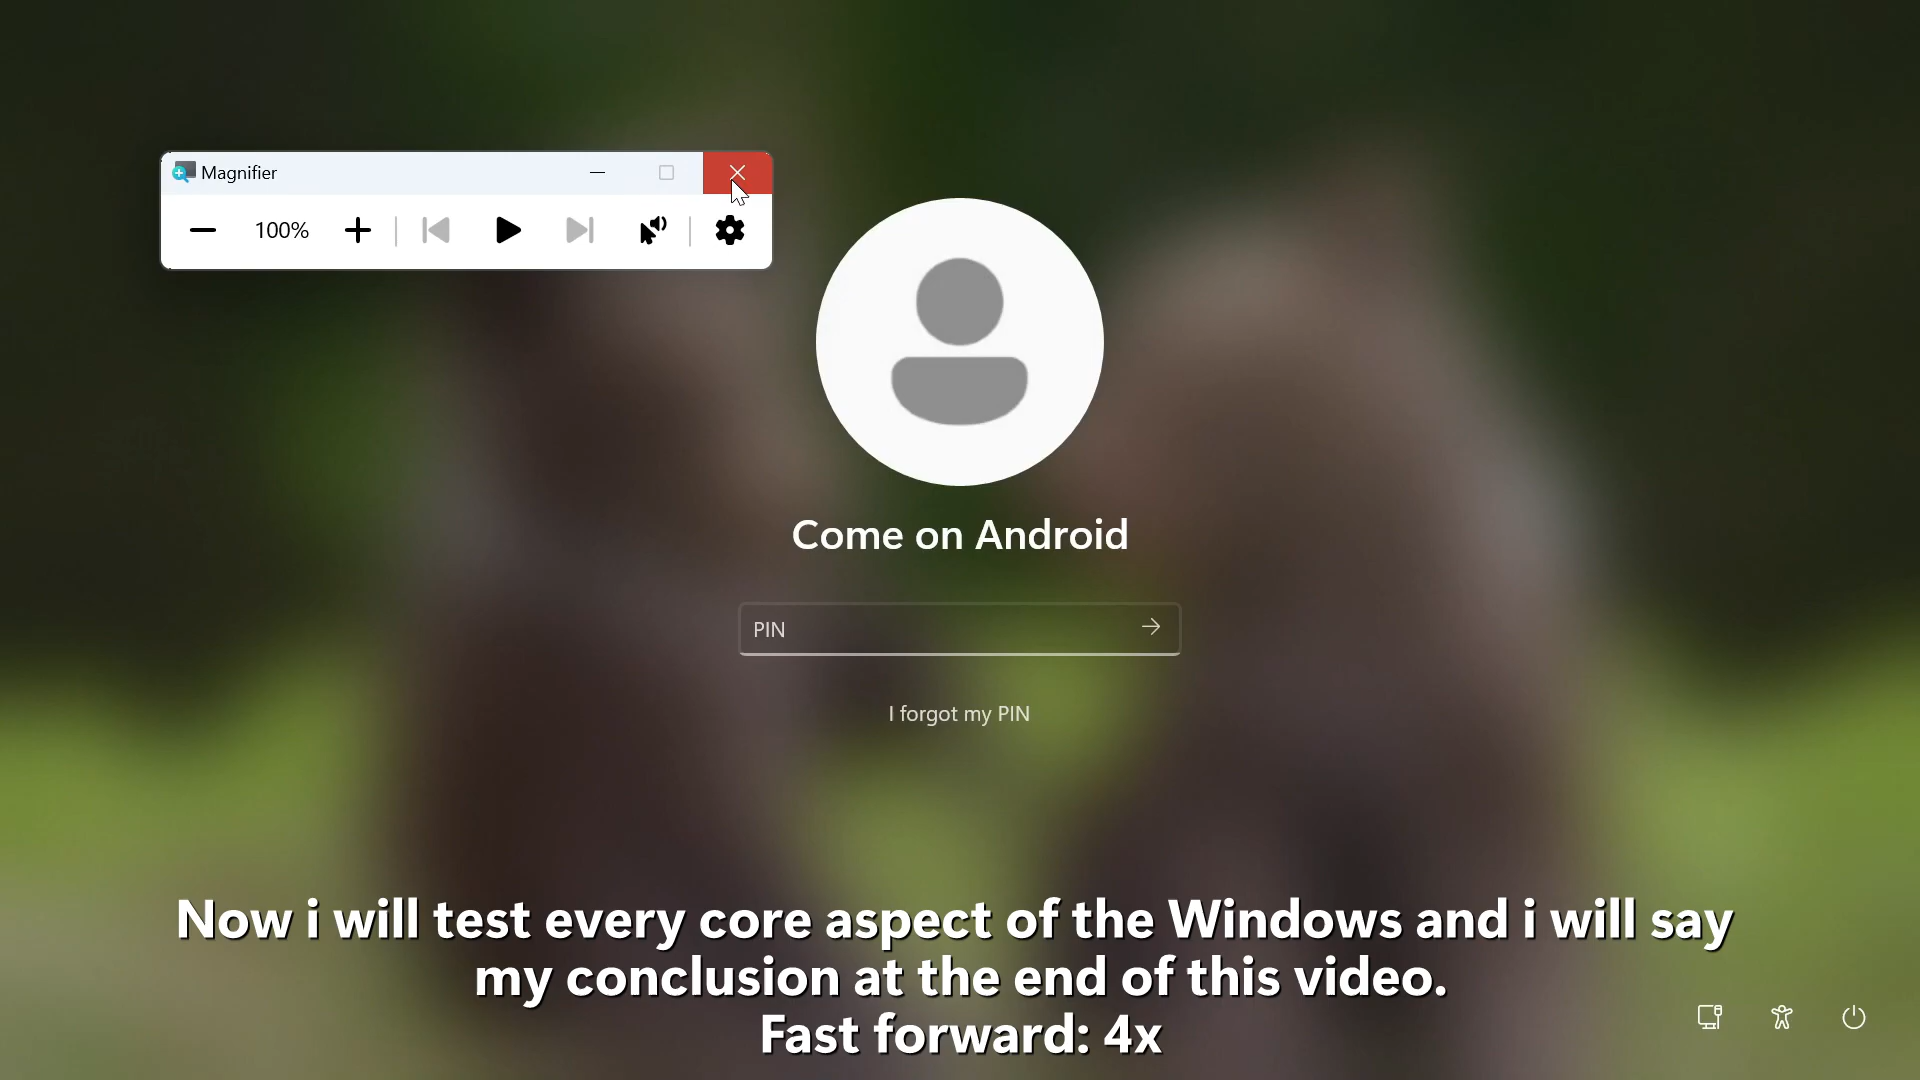 Magnifier
100%
Come on Android
PIN
I forgot my PIN
Now i will test every core aspect of the Windows and i will say
my conclusion at the end of this video.
Fast forward: 4x